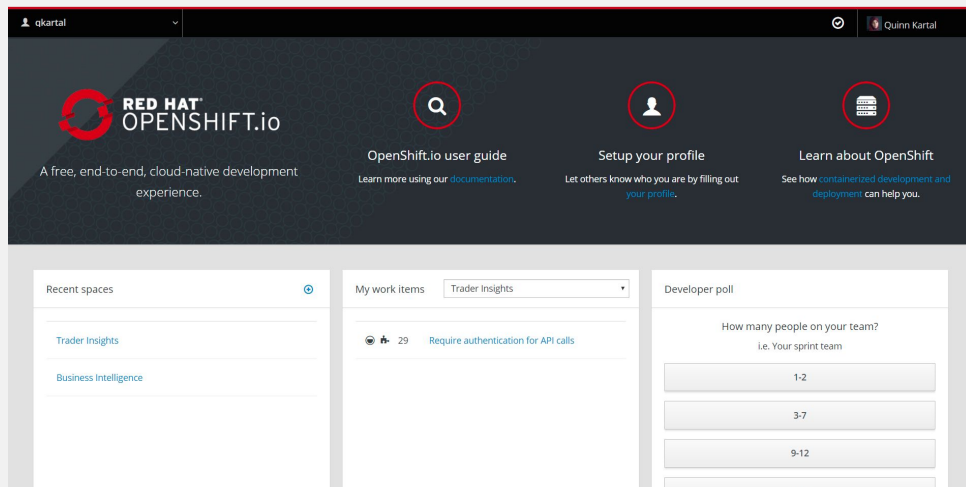 qkartal
Quinn Kartal
RED HAT®
OPENSHIFT.io
A free, end-to-end, cloud-native development
experience.
OpenShift.io user guide
Learn more using our documentation.
Setup your profile
Let others know who you are by filling out
your profile.
Learn about OpenShift
See how containerized development and
deployment can help you.
Recent spaces
Trader Insights
Business Intelligence
My work items
Trader Insights
29 Require authentication for API calls
Developer poll
How many people on your team?
i.e. Your sprint team
1-2
3-7
9-12